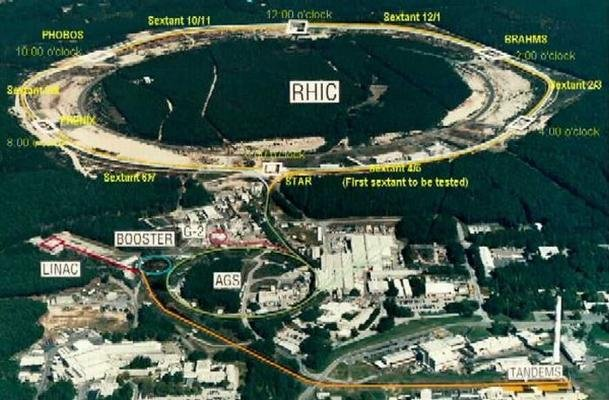 12:00 o'clock
Sextant 10/11
Sextant 12/1
PHOBOS
BRAHMS
10:00 o'clock
2:00 o'clock
RHIC
Sextant 2/3
PHENIX
8:00 o'clock
4:00 o'clock
o'clock
Sextant 4/5
Sextant 6/7
STAR
(First sextant to be tested)
G-2
BOOSTER
LINAC
AGS
TANDEMS